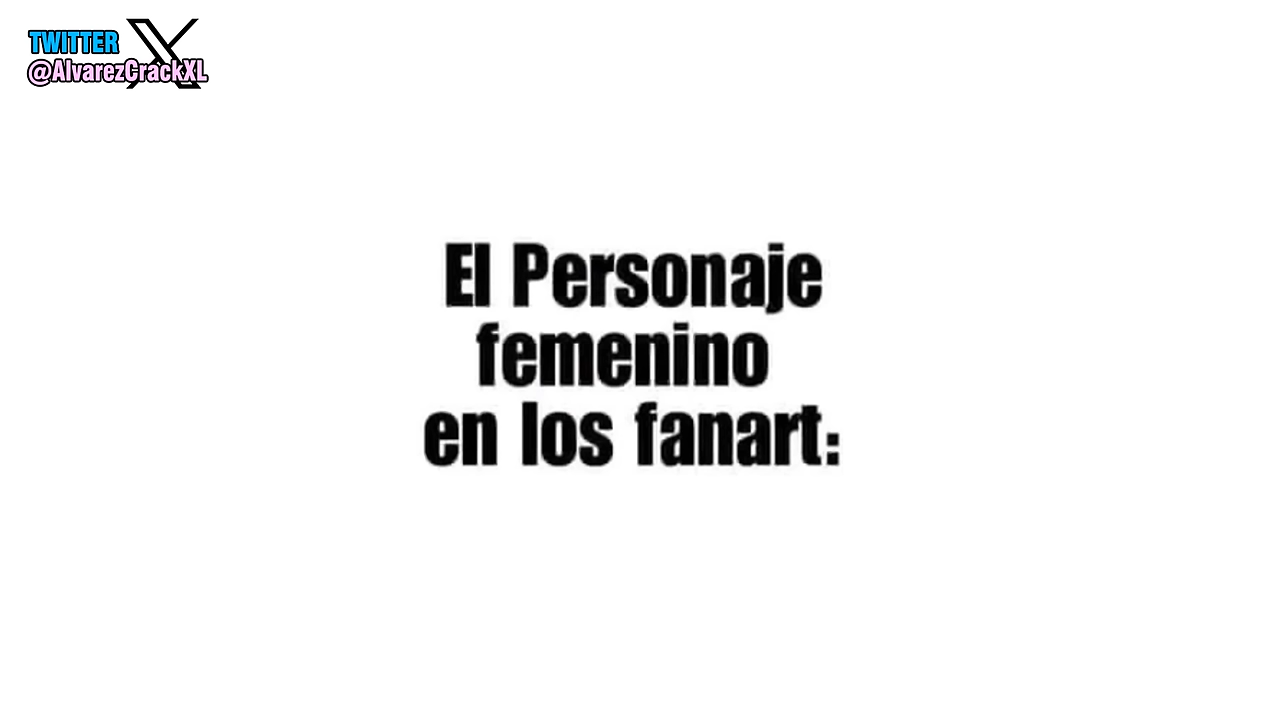 TWITTER
@AlvarezCrackXL
El Personaje
femenino
en los fanart: